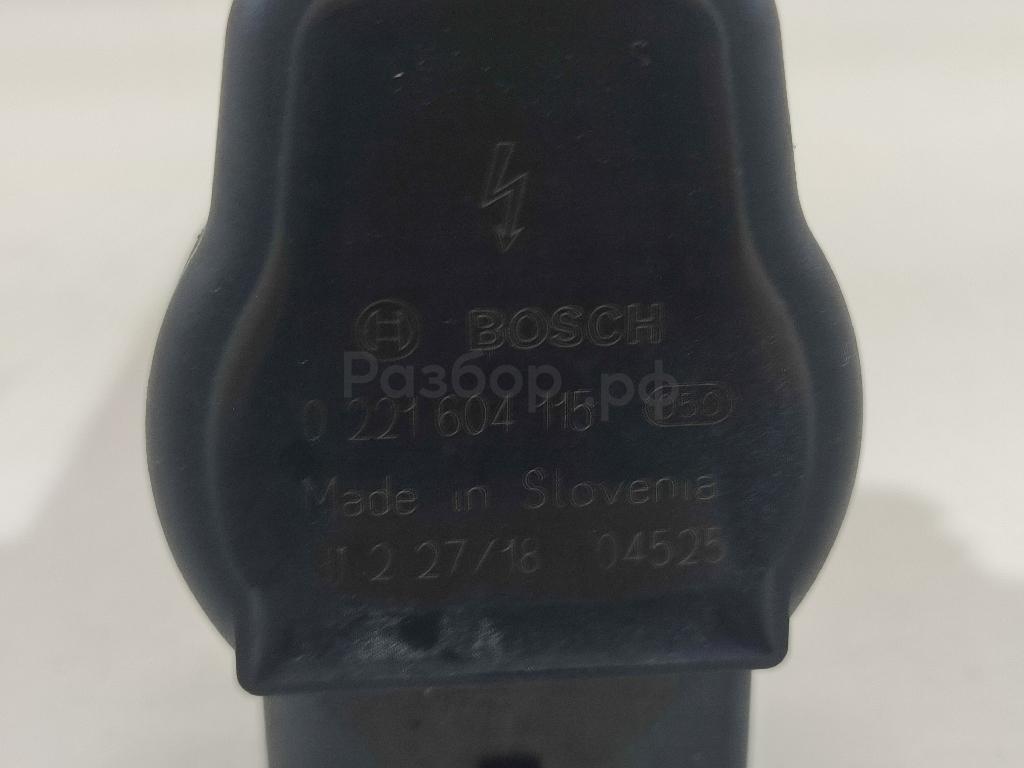 BOSCH
Разбор.рф
0 221 604 115
Made in Slovenia
2 27/18 04525